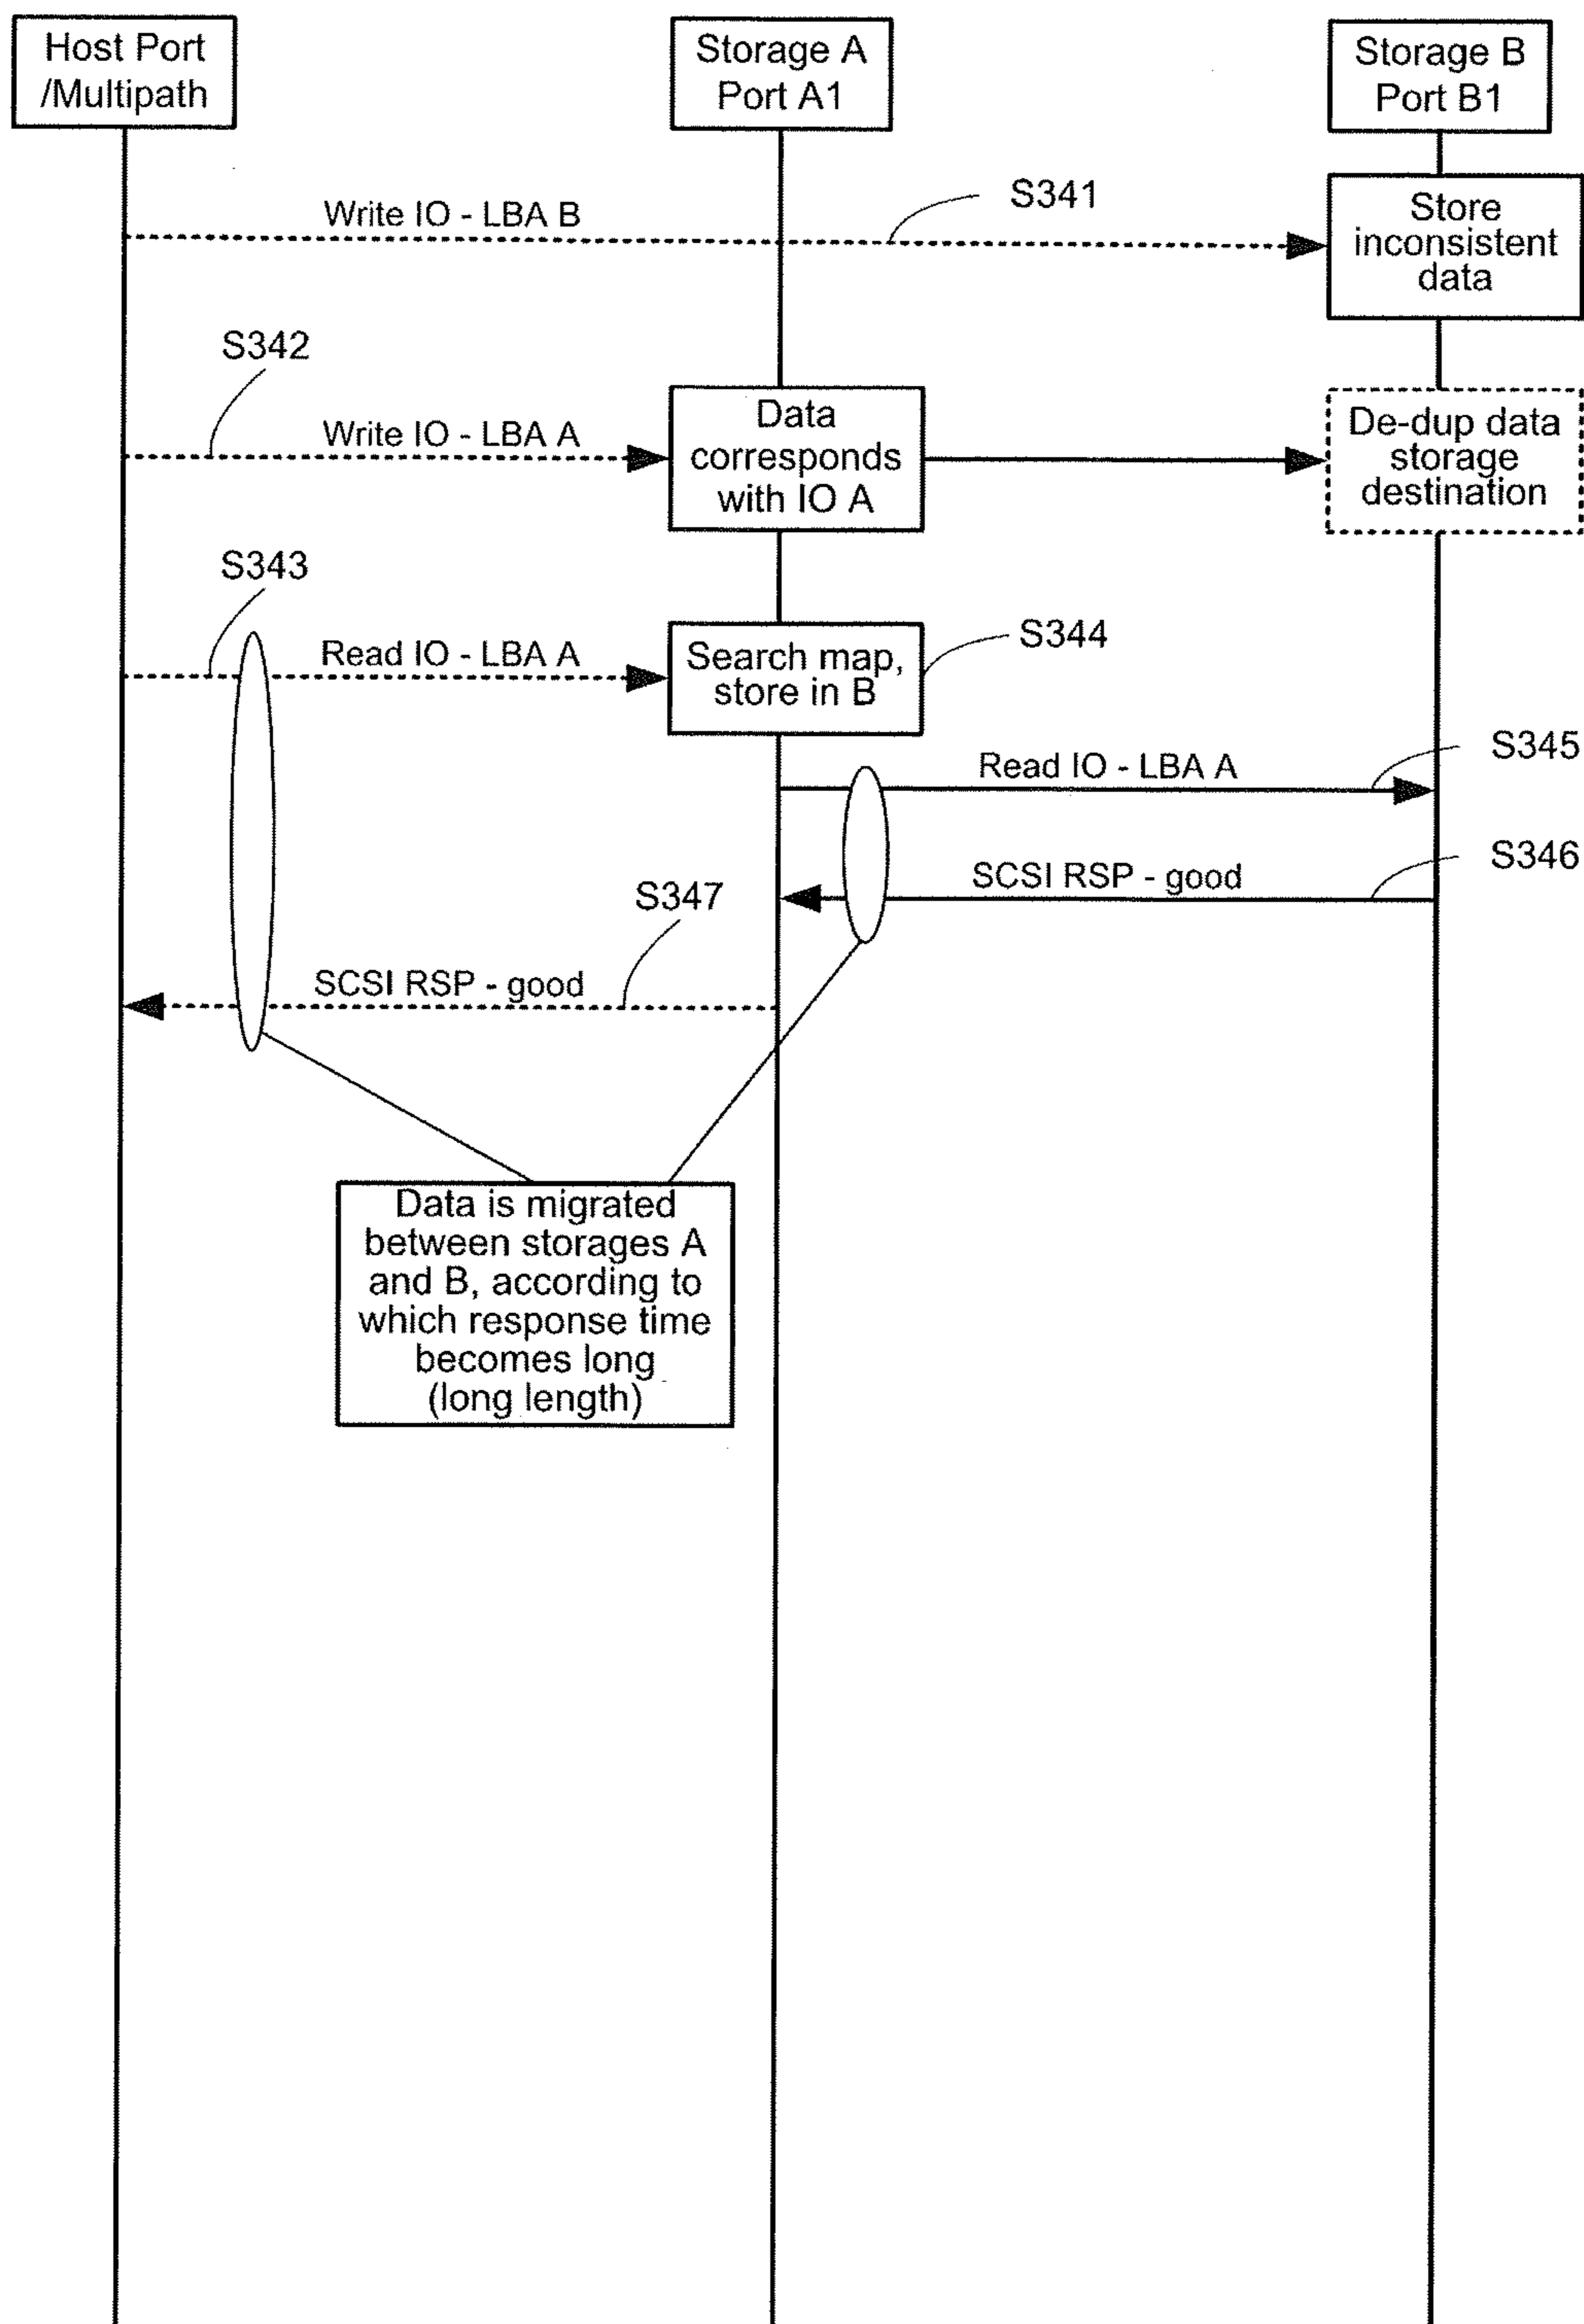 Host Port
/Multipath
Storage A
Port A1
Storage B
Port B1
Write IO - LBA B
S341
Store
inconsistent
data
S342
Write IO - LBA A
Data
corresponds
with IO A
De-dup data
storage
destination
S343
Read IO - LBA A
Search map,
store in B
S344
Read IO - LBA A
S345
SCSI RSP - good
S346
S347
SCSI RSP - good
Data is migrated
between storages A
and B, according to
which response time
becomes long
(long length)